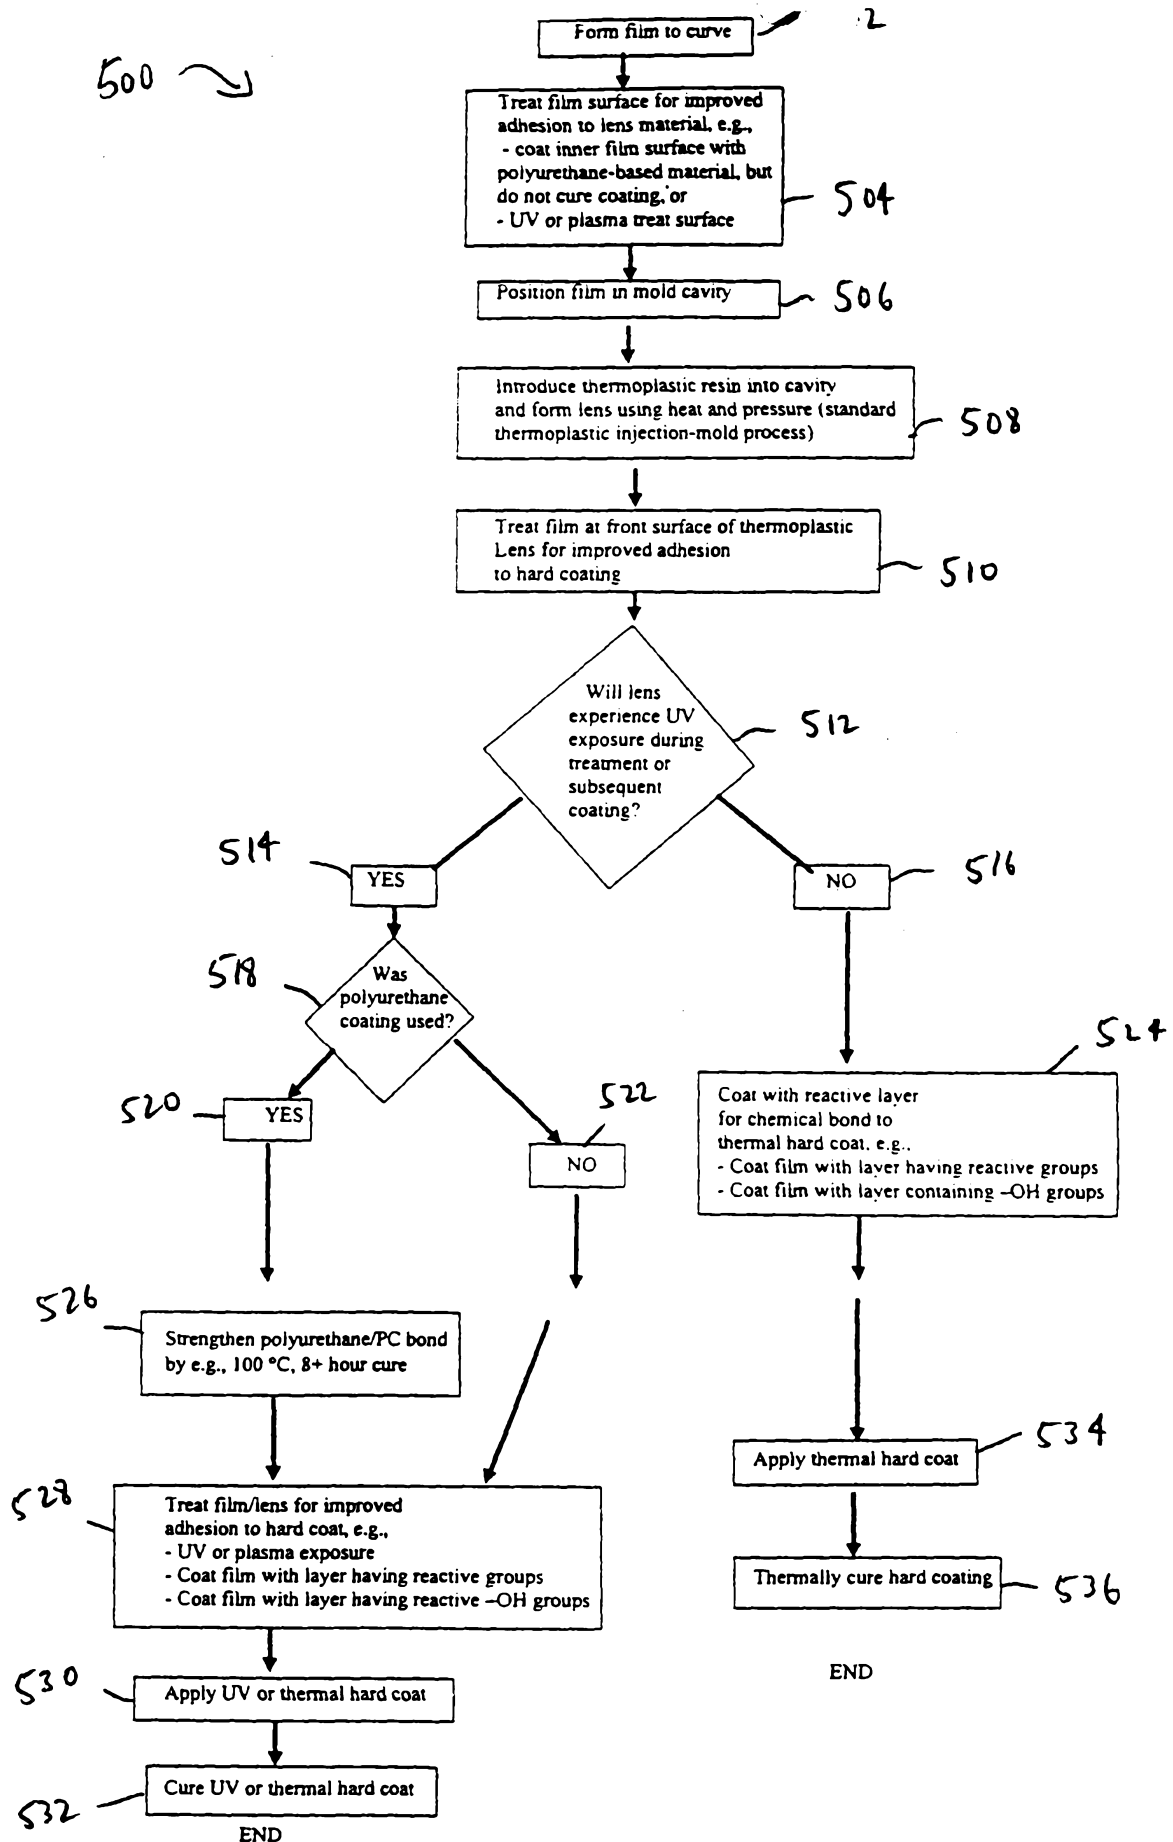 Form film to curve
2
500
Treat film surface for improved
adhesion to lens material, e.g.,
- coat inner film surface with
polyurethane-based material, but
do not cure coating, or
- UV or plasma treat surface
504
Position film in mold cavity
506
Introduce thermoplastic resin into cavity
and form lens using heat and pressure (standard
thermoplastic injection-mold process)
508
Treat film at front surface of thermoplastic
Lens for improved adhesion
to hard coating
510
Will lens
experience UV
exposure during
treatment or
subsequent
coating?
512
514
YES
NO
516
518
Was
polyurethane
coating used?
520
YES
522
NO
524
Coat with reactive layer
for chemical bond to
thermal hard coat, e.g.,
- Coat film with layer having reactive groups
- Coat film with layer containing –OH groups
526
Strengthen polyurethane/PC bond
by e.g., 100 °C, 8+ hour cure
534
Apply thermal hard coat
528
Treat film/lens for improved
adhesion to hard coat, e.g.,
- UV or plasma exposure
- Coat film with layer having reactive groups
- Coat film with layer having reactive –OH groups
Thermally cure hard coating
536
END
530
Apply UV or thermal hard coat
532
Cure UV or thermal hard coat
END